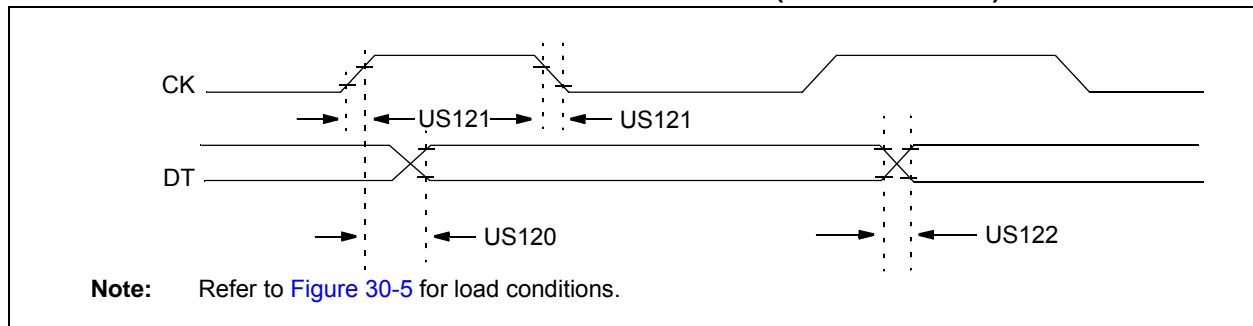 CK
US121
US121
DT
US120
US122
Note: Refer to Figure 30-5 for load conditions.